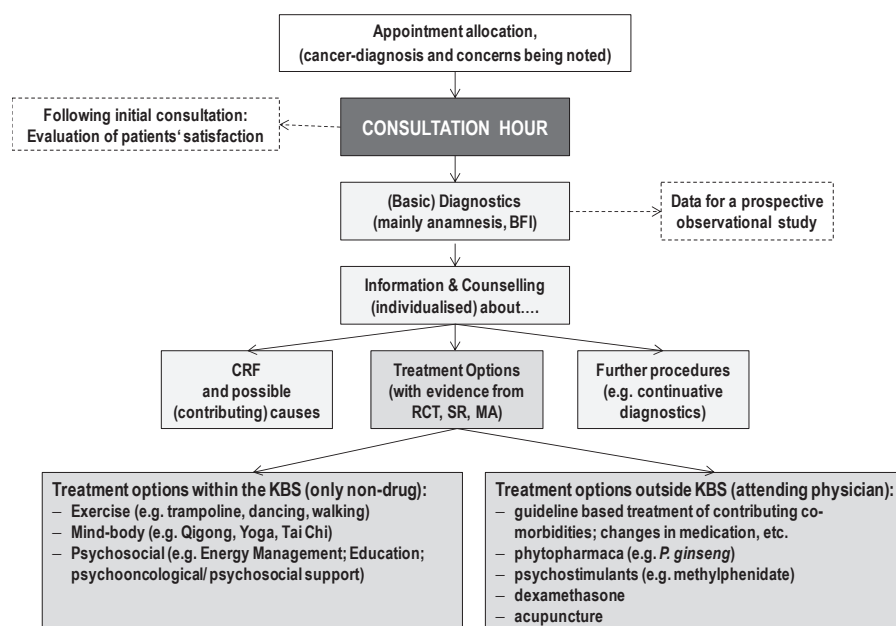 Appointment allocation,
(cancer-diagnosis and concerns being noted)
Following initial consultation:
Evaluation of patients‘ satisfaction
CONSULTATION HOUR
(Basic) Diagnostics
(mainly anamnesis, BFI)
Data for a prospective
observational study
Information & Counselling
(individualised) about….
CRF
and possible
(contributing) causes
Treatment Options
(with evidence from
RCT, SR, MA)
Further procedures
(e.g. continuative
diagnostics)
Treatment options within the KBS (only non-drug):
– Exercise (e.g. trampoline, dancing, walking)
– Mind-body (e.g. Qigong, Yoga, Tai Chi)
– Psychosocial (e.g. Energy Management; Education;
psychooncological/ psychosocial support)
Treatment options outside KBS (attending physician):
– guideline based treatment of contributing co-
morbidities; changes in medication, etc.
– phytopharmaca (e.g. P. ginseng)
– psychostimulants (e.g. methylphenidate)
– dexamethasone
– acupuncture